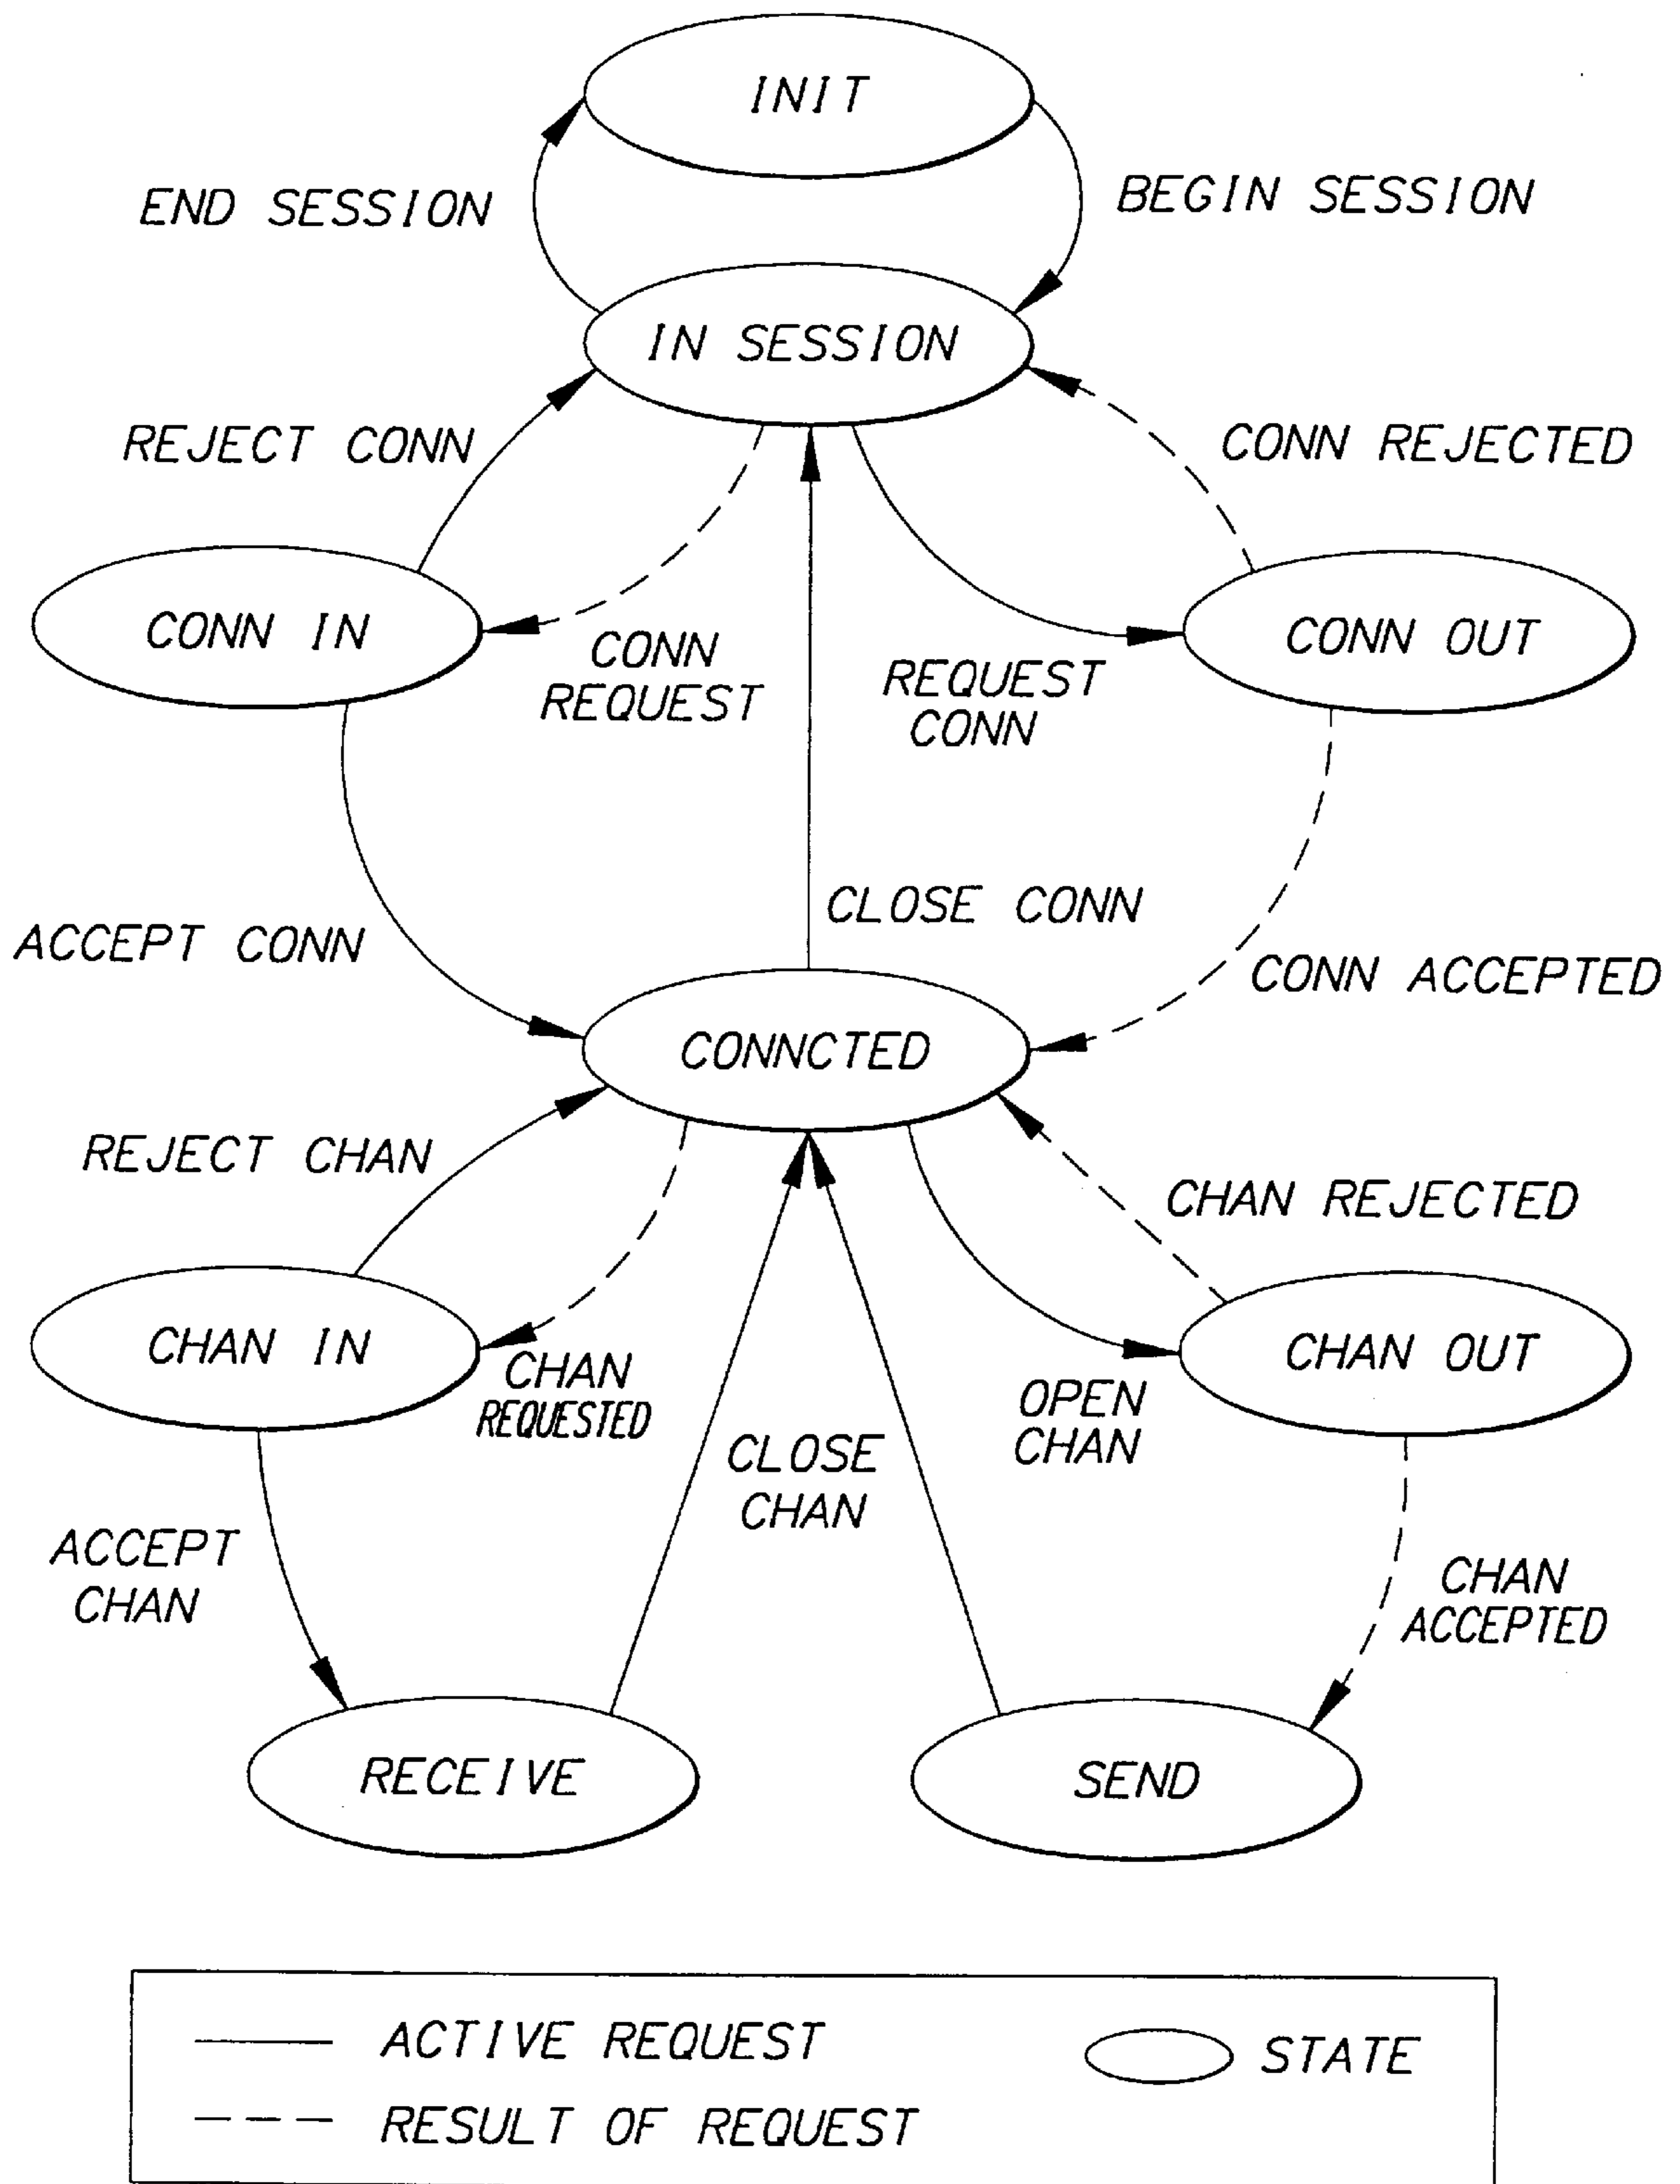 INIT
END SESSION
BEGIN SESSION
IN SESSION
REJECT CONN
CONN REJECTED
CONN IN
CONN
REQUEST
REQUEST
CONN
CONN OUT
ACCEPT CONN
CLOSE CONN
CONN ACCEPTED
CONNCTED
REJECT CHAN
CHAN REJECTED
CHAN IN
CHAN
REQUESTED
OPEN
CHAN
CHAN OUT
CLOSE
CHAN
ACCEPT
CHAN
CHAN
ACCEPTED
RECEIVE
SEND
ACTIVE REQUEST
STATE
RESULT OF REQUEST